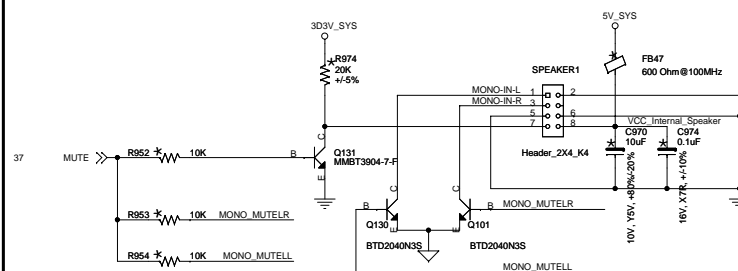 5V_SYS
3D3V_SYS
R974
20K
+/-5%
FB47
600 Ohm@100MHz
SPEAKER1
MONO-IN-L 1 2
MONO-IN-R 3
5 6
7 8
VCC_Internal_Speaker
C970
10uF
C974
0.1uF
10V, Y5V, +80%/-20%
16V, X7R, +/-10%
Header_2X4_K4
37 MUTE
R952 10K
B C E
Q131
MMBT3904-7-F
R953 10K MONO_MUTELR
R954 10K MONO_MUTELL
B C E
Q130
BTD2040N3S
C B E
Q101
BTD2040N3S
MONO_MUTELR
MONO_MUTELL